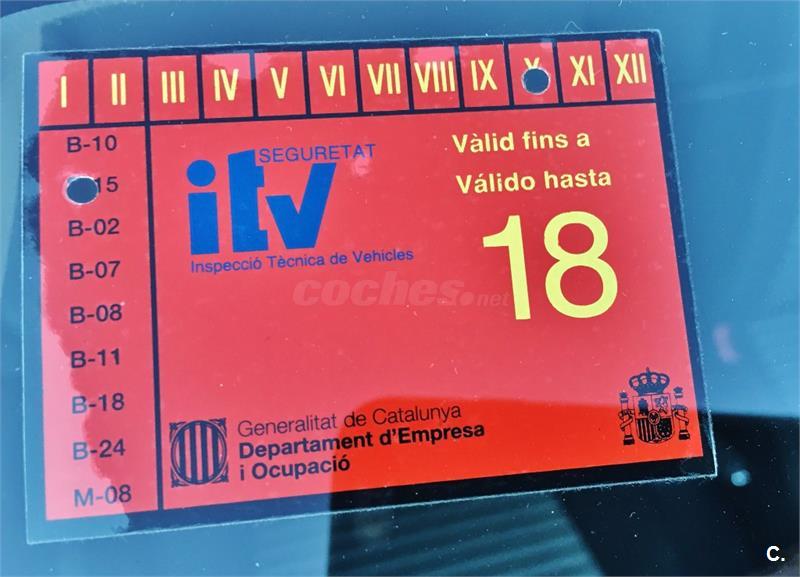 I II III IV V VI VII VIII IX X XI XII
B-10
15
B-02
B-07
B-08
B-11
B-18
B-24
M-08
SEGURETAT
itv
Inspecció Tècnica de Vehicles
Vàlid fins a
Válido hasta
18
coches.net
Generalitat de Catalunya
Departament d'Empresa
i Ocupació
C.